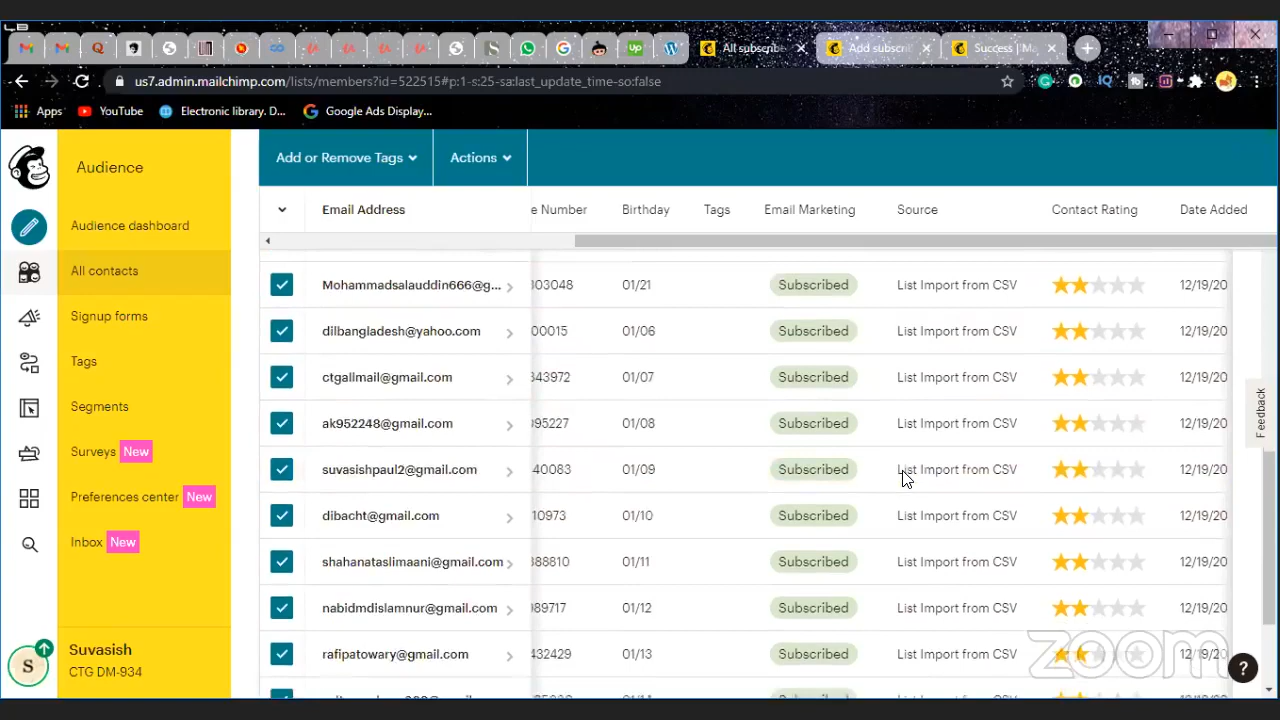 All subscrib
Add subscri
Success | Ma
us7.admin.mailchimp.com/lists/members?id=522515#p:1-s:25-sa:last_update_time-so:false
Apps
YouTube
Electronic library. D...
Google Ads Display...
Audience
Audience dashboard
All contacts
Signup forms
Tags
Segments
Surveys New
Preferences center New
Inbox New
S
Suvasish
CTG DM-934
Add or Remove Tags
Actions
Email Address e Number Birthday Tags Email Marketing Source Contact Rating Date Added
Mohammadsalauddin666@g... 303048 01/21 Subscribed List Import from CSV 12/19/20
dilbangladesh@yahoo.com 00015 01/06 Subscribed List Import from CSV 12/19/20
ctgallmail@gmail.com 343972 01/07 Subscribed List Import from CSV 12/19/20
ak952248@gmail.com 995227 01/08 Subscribed List Import from CSV 12/19/20
suvasishpaul2@gmail.com 40083 01/09 Subscribed List Import from CSV 12/19/20
dibacht@gmail.com 10973 01/10 Subscribed List Import from CSV 12/19/20
shahanataslimaani@gmail.com 388810 01/11 Subscribed List Import from CSV 12/19/20
nabidmdislamnur@gmail.com 989717 01/12 Subscribed List Import from CSV 12/19/20
rafipatowary@gmail.com 432429 01/13 Subscribed List Import from CSV 12/19/20
Feedback
zoom
?